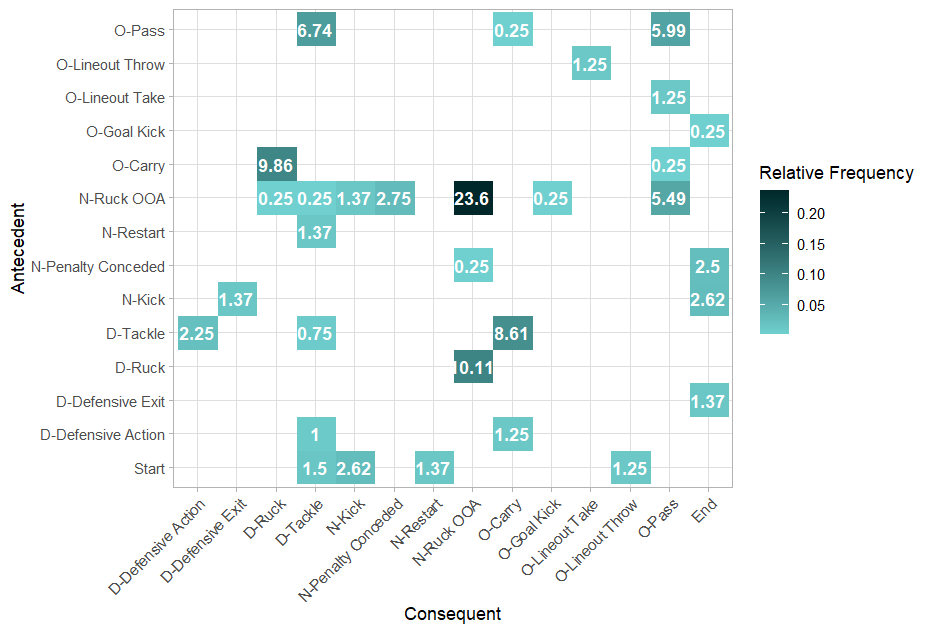 O-Pass 6.74 0.25 5.99
O-Lineout Throw 1.25
O-Lineout Take 1.25
O-Goal Kick 0.25
O-Carry 9.86 0.25
N-Ruck OOA 0.25 0.25 1.37 2.75 23.6 0.25 5.49
N-Restart 1.37
N-Penalty Conceded 0.25 2.5
N-Kick 1.37 2.62
D-Tackle 2.25 0.75 8.61
D-Ruck 10.11
D-Defensive Exit 1.37
D-Defensive Action 1 1.25
Start 1.5 2.62 1.37 1.25
Antecedent
D-Defensive Action
D-Defensive Exit
D-Ruck
D-Tackle
N-Kick
N-Penalty Conceded
N-Restart
N-Ruck OOA
O-Carry
O-Goal Kick
O-Lineout Take
O-Lineout Throw
O-Pass
End
Consequent
Relative Frequency
0.20
0.15
0.10
0.05